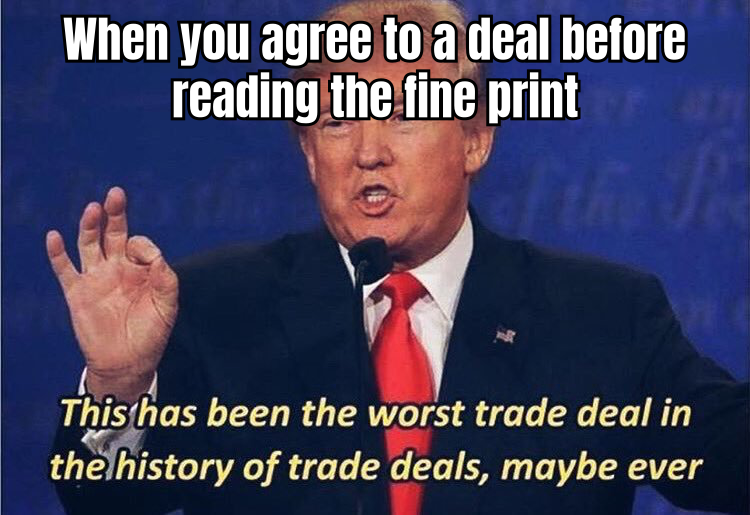 When you agree to a deal before
reading the fine print
This has been the worst trade deal in
the history of trade deals, maybe ever